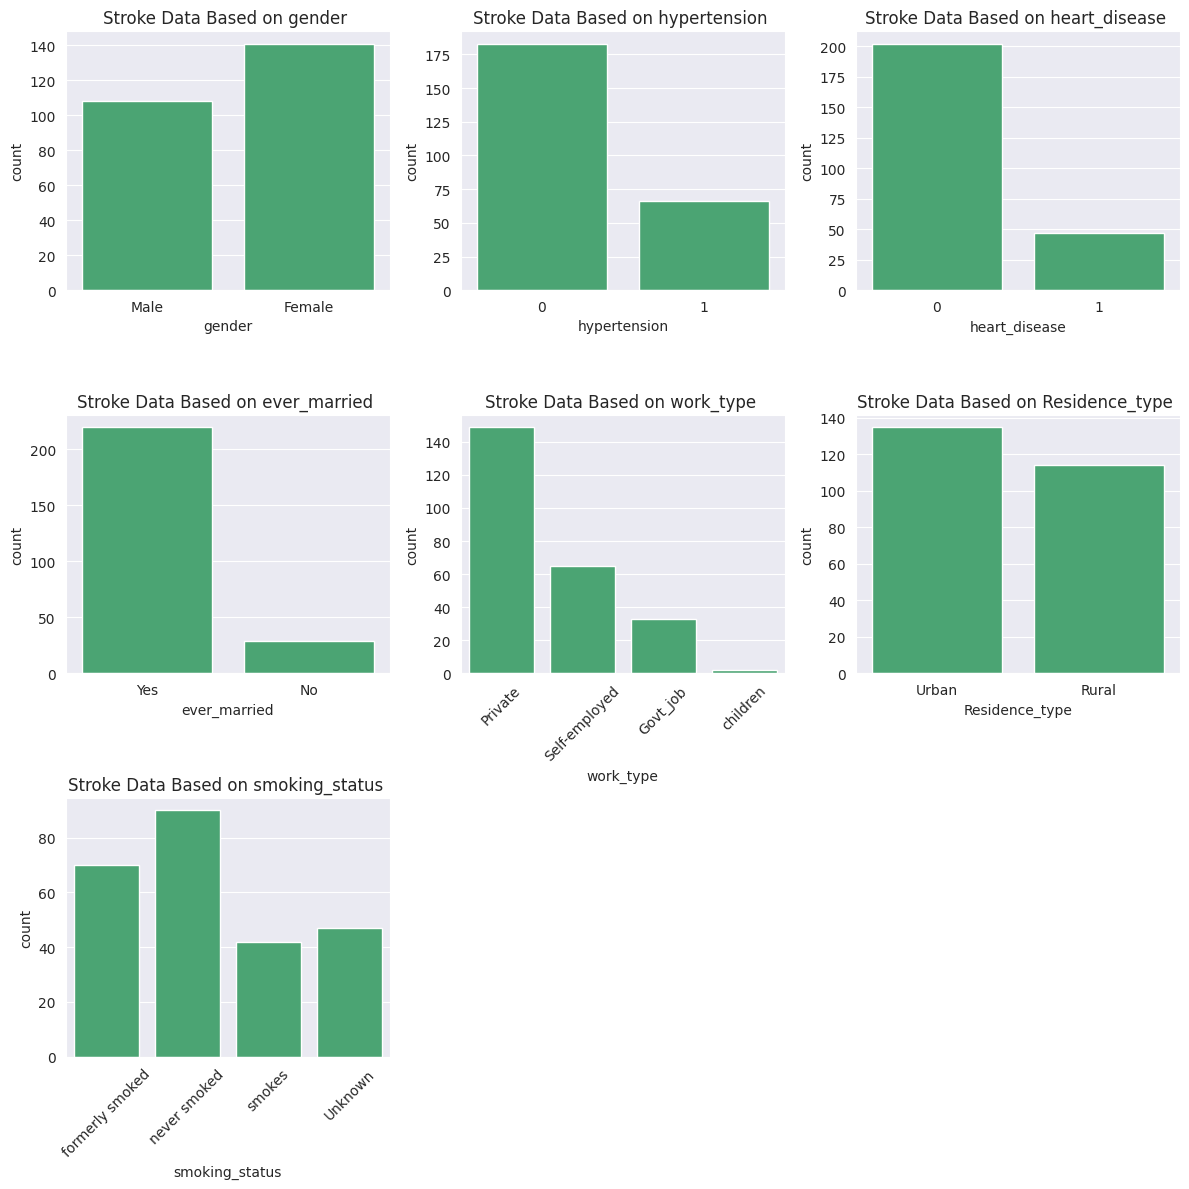 Stroke Data Based on gender
140
120
100
80
60
40
20
0
count
Male Female
gender
Stroke Data Based on hypertension
175
150
125
100
75
50
25
0
count
0 1
hypertension
Stroke Data Based on heart_disease
200
175
150
125
100
75
50
25
0
count
0 1
heart_disease
Stroke Data Based on ever_married
200
150
100
50
0
count
Yes No
ever_married
Stroke Data Based on work_type
140
120
100
80
60
40
20
0
count
Private
Self-employed
Govt_job
children
work_type
Stroke Data Based on Residence_type
140
120
100
80
60
40
20
0
count
Urban Rural
Residence_type
Stroke Data Based on smoking_status
80
60
40
20
0
count
formerly smoked
never smoked
smokes
Unknown
smoking_status